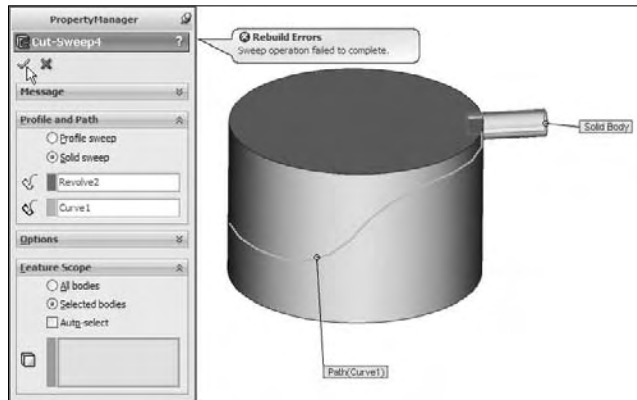 PropertyManager
Cut-Sweep4 ?
Message
Profile and Path
Profile sweep
Solid sweep
Revolve2
Curve1
Options
Feature Scope
All bodies
Selected bodies
Auto-select
Rebuild Errors
Sweep operation failed to complete.
Solid Body
Path(Curve1)